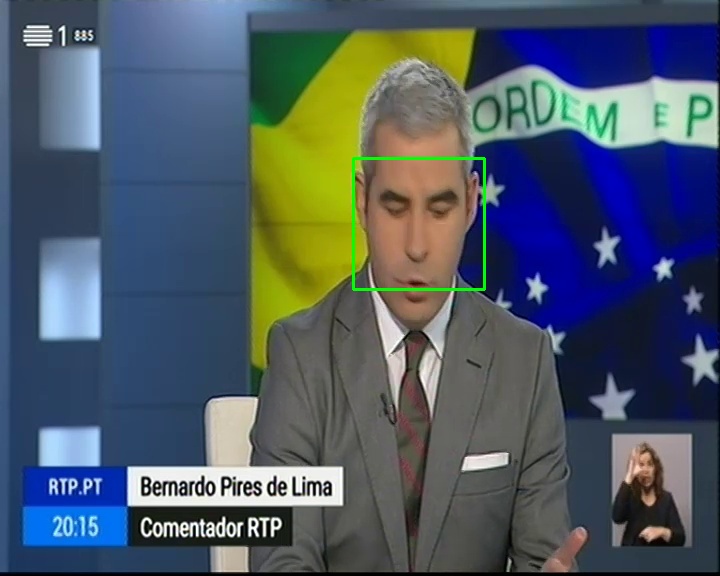 1 885
ORDEM E P
RTP.PT
Bernardo Pires de Lima
20:15
Comentador RTP